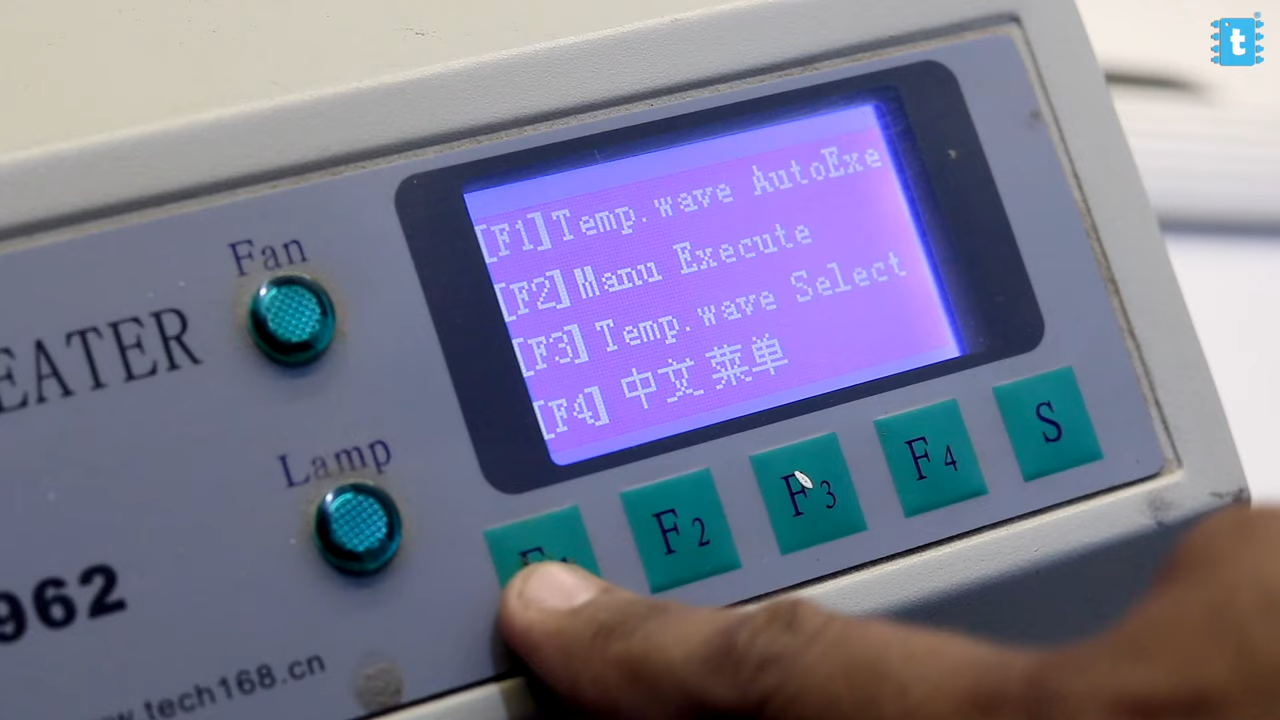 Fan
EATER
Lamp
962
www.tech168.cn
[F1]Temp.wave AutoExe
[F2]Manu Execute
[F3]Temp.wave Select
[F4]中文菜单
F2
F3
F4
S
t